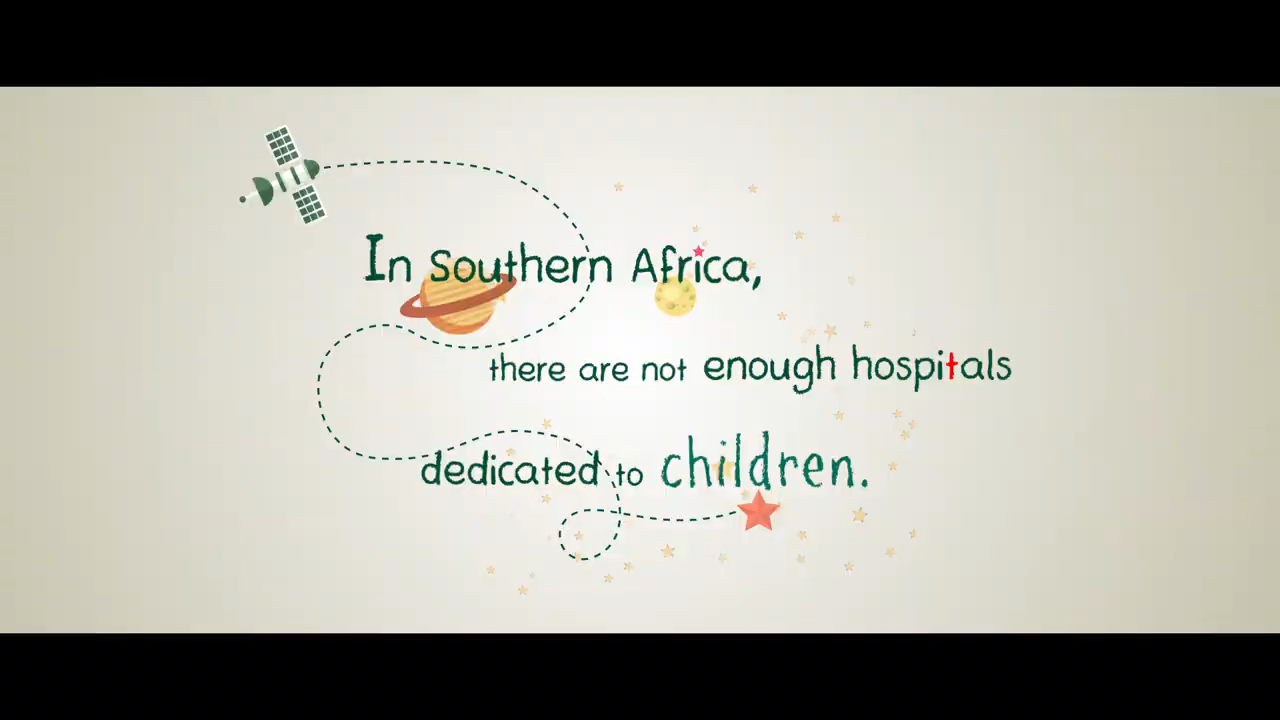 In Southern Africa,
there are not enough hospitals
dedicated to children.